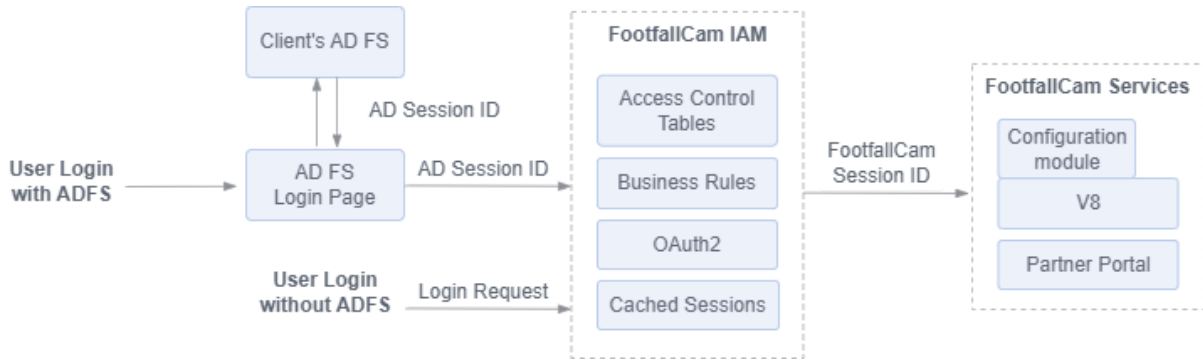 Client's AD FS
AD Session ID
User Login
with ADFS
AD FS
Login Page
AD Session ID
User Login
without ADFS
Login Request
FootfallCam IAM
Access Control
Tables
Business Rules
OAuth2
Cached Sessions
FootfallCam
Session ID
FootfallCam Services
Configuration
module
V8
Partner Portal